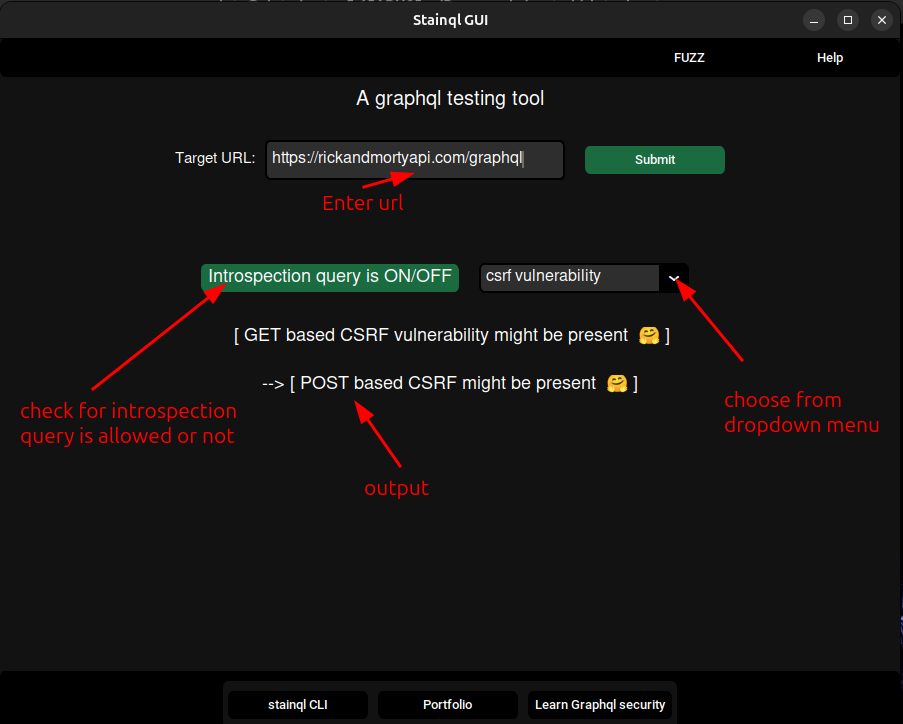 Stainql GUI
FUZZ Help
A graphql testing tool
Target URL: https://rickandmortyapi.com/graphql Submit
Enter url
Introspection query is ON/OFF csrf vulnerability
[ GET based CSRF vulnerability might be present 🤗 ]
--> [ POST based CSRF might be present 🤗 ]
check for introspection
query is allowed or not
choose from
dropdown menu
output
stainql CLI Portfolio Learn Graphql security